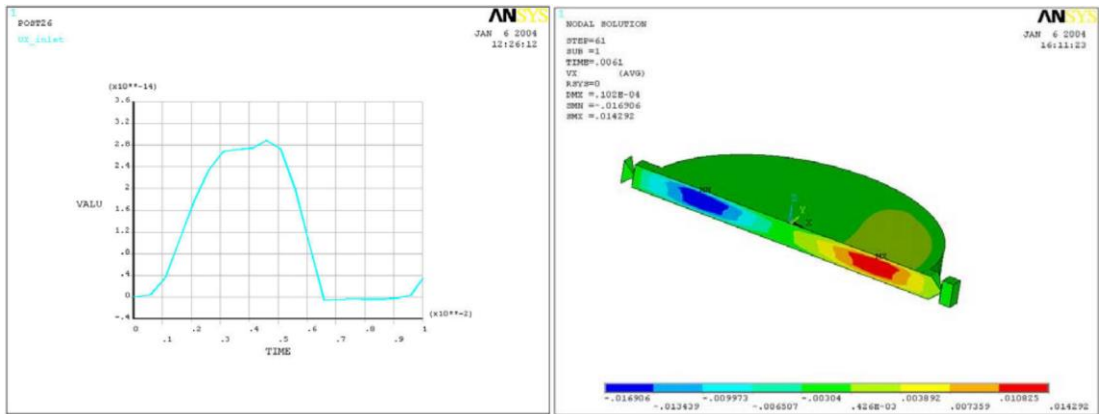 1
POST26
UX_inlet
ANSYS
JAN 6 2004
12:26:12
(x10**-14)
3.6
3.2
2.8
2.4
2
1.6
1.2
.8
.4
0
-.4
VALU
(x10**-2)
0 .2 .4 .6 .8 1
.1 .3 .5 .7 .9
TIME
1
NODAL SOLUTION
STEP=61
SUB =1
TIME=.0061
VX (AVG)
RSYS=0
DMX =.102E-04
SMN =-.016906
SMX =.014292
ANSYS
JAN 6 2004
16:11:23
MN
Z
Y
X
MX
-.016906 -.009973 -.00304 .003892 .010825
-.013439 -.006507 .426E-03 .007359 .014292